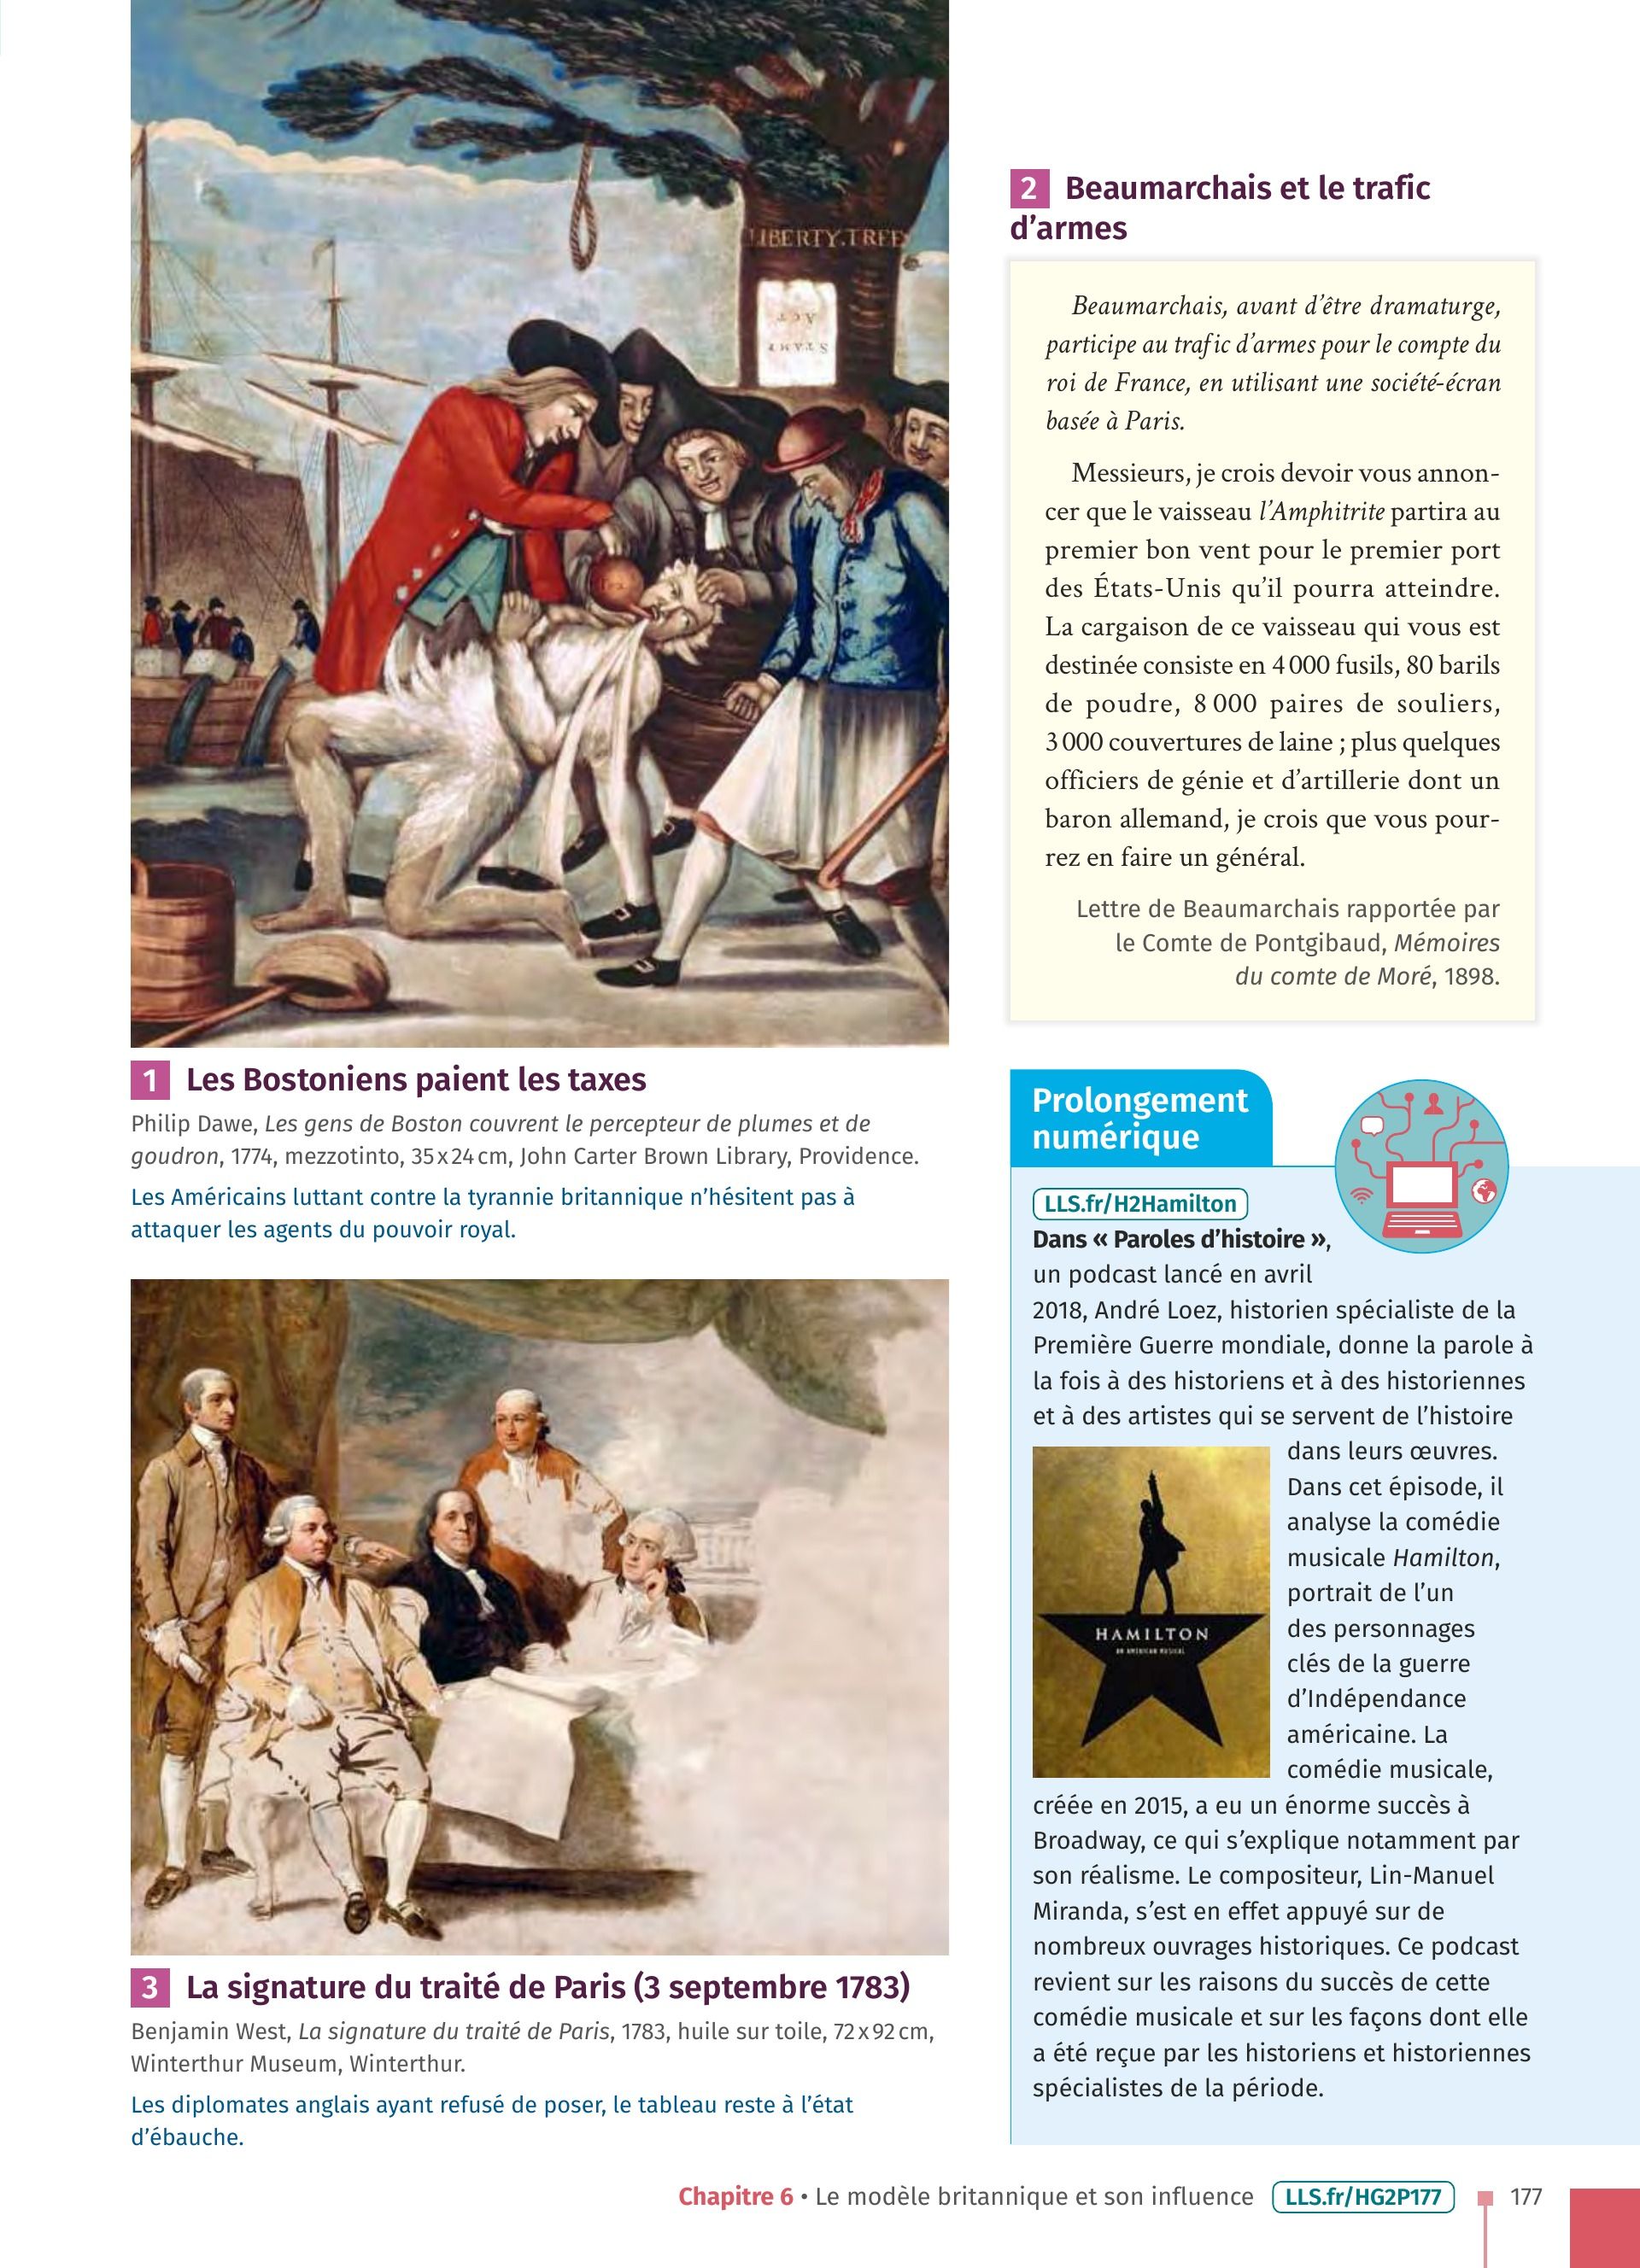 LIBERTY.TREE
STAMP
ACT
1 Les Bostoniens paient les taxes
Philip Dawe, Les gens de Boston couvrent le percepteur de plumes et de
goudron, 1774, mezzotinto, 35 x 24 cm, John Carter Brown Library, Providence.
Les Américains luttant contre la tyrannie britannique n’hésitent pas à
attaquer les agents du pouvoir royal.
3 La signature du traité de Paris (3 septembre 1783)
Benjamin West, La signature du traité de Paris, 1783, huile sur toile, 72 x 92 cm,
Winterthur Museum, Winterthur.
Les diplomates anglais ayant refusé de poser, le tableau reste à l’état
d’ébauche.
2 Beaumarchais et le trafic
d’armes
Beaumarchais, avant d’être dramaturge,
participe au trafic d’armes pour le compte du
roi de France, en utilisant une société-écran
basée à Paris.
Messieurs, je crois devoir vous annon-
cer que le vaisseau l’Amphitrite partira au
premier bon vent pour le premier port
des États-Unis qu’il pourra atteindre.
La cargaison de ce vaisseau qui vous est
destinée consiste en 4 000 fusils, 80 barils
de poudre, 8 000 paires de souliers,
3 000 couvertures de laine ; plus quelques
officiers de génie et d’artillerie dont un
baron allemand, je crois que vous pour-
rez en faire un général.
Lettre de Beaumarchais rapportée par
le Comte de Pontgibaud, Mémoires
du comte de Moré, 1898.
Prolongement
numérique
LLS.fr/H2Hamilton
Dans « Paroles d’histoire »,
un podcast lancé en avril
2018, André Loez, historien spécialiste de la
Première Guerre mondiale, donne la parole à
la fois à des historiens et à des historiennes
et à des artistes qui se servent de l’histoire
dans leurs œuvres.
Dans cet épisode, il
analyse la comédie
musicale Hamilton,
portrait de l’un
des personnages
clés de la guerre
d’Indépendance
américaine. La
comédie musicale,
HAMILTON
AN AMERICAN MUSICAL
créée en 2015, a eu un énorme succès à
Broadway, ce qui s’explique notamment par
son réalisme. Le compositeur, Lin-Manuel
Miranda, s’est en effet appuyé sur de
nombreux ouvrages historiques. Ce podcast
revient sur les raisons du succès de cette
comédie musicale et sur les façons dont elle
a été reçue par les historiens et historiennes
spécialistes de la période.
Chapitre 6 • Le modèle britannique et son influence LLS.fr/HG2P177 177